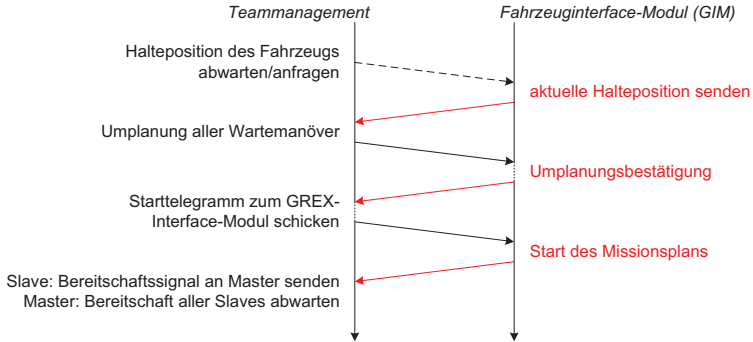 Teammanagement
Fahrzeuginterface-Modul (GIM)
Halteposition des Fahrzeugs
abwarten/anfragen
aktuelle Halteposition senden
Umplanung aller Wartemanöver
Umplanungsbestätigung
Starttelegramm zum GREX-
Interface-Modul schicken
Start des Missionsplans
Slave: Bereitschaftssignal an Master senden
Master: Bereitschaft aller Slaves abwarten